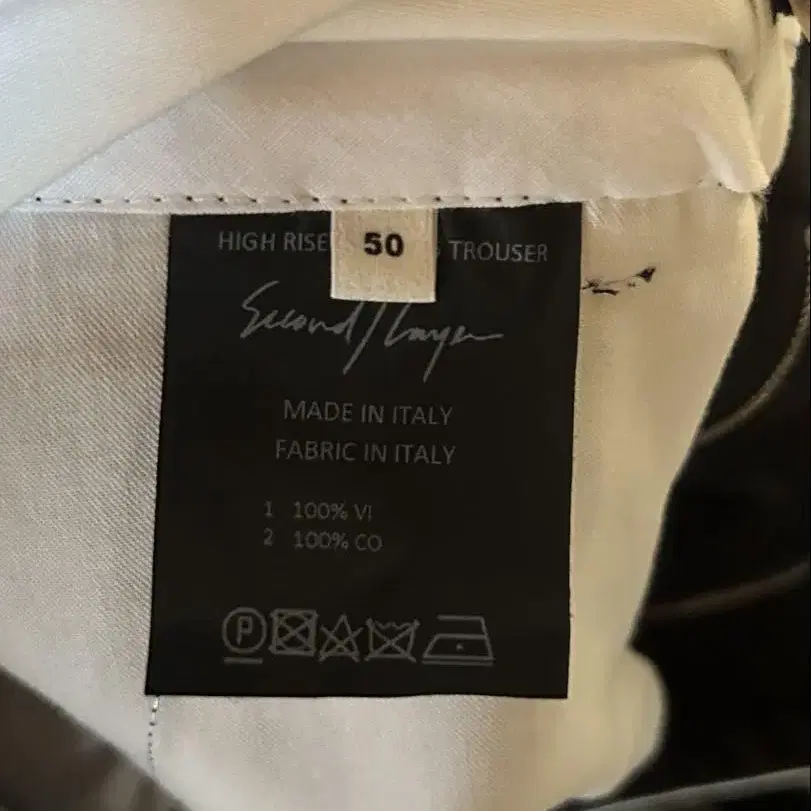 HIGH RISE 50 TROUSER
Second/Layer
MADE IN ITALY
FABRIC IN ITALY
1 100% VI
2 100% CO
P